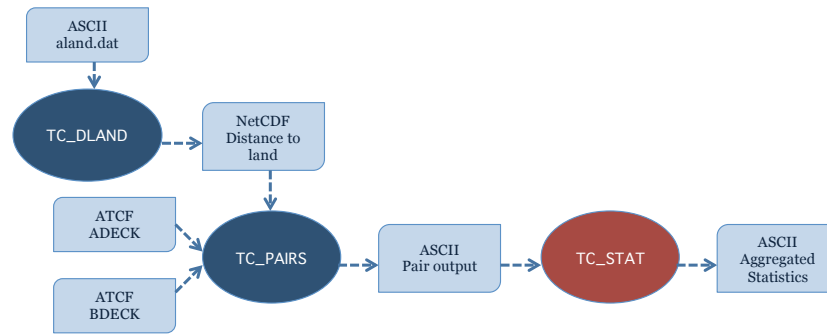 ASCII
aland.dat
TC_DLAND
NetCDF
Distance to
land
ATCF
ADECK
ATCF
BDECK
TC_PAIRS
ASCII
Pair output
TC_STAT
ASCII
Aggregated
Statistics